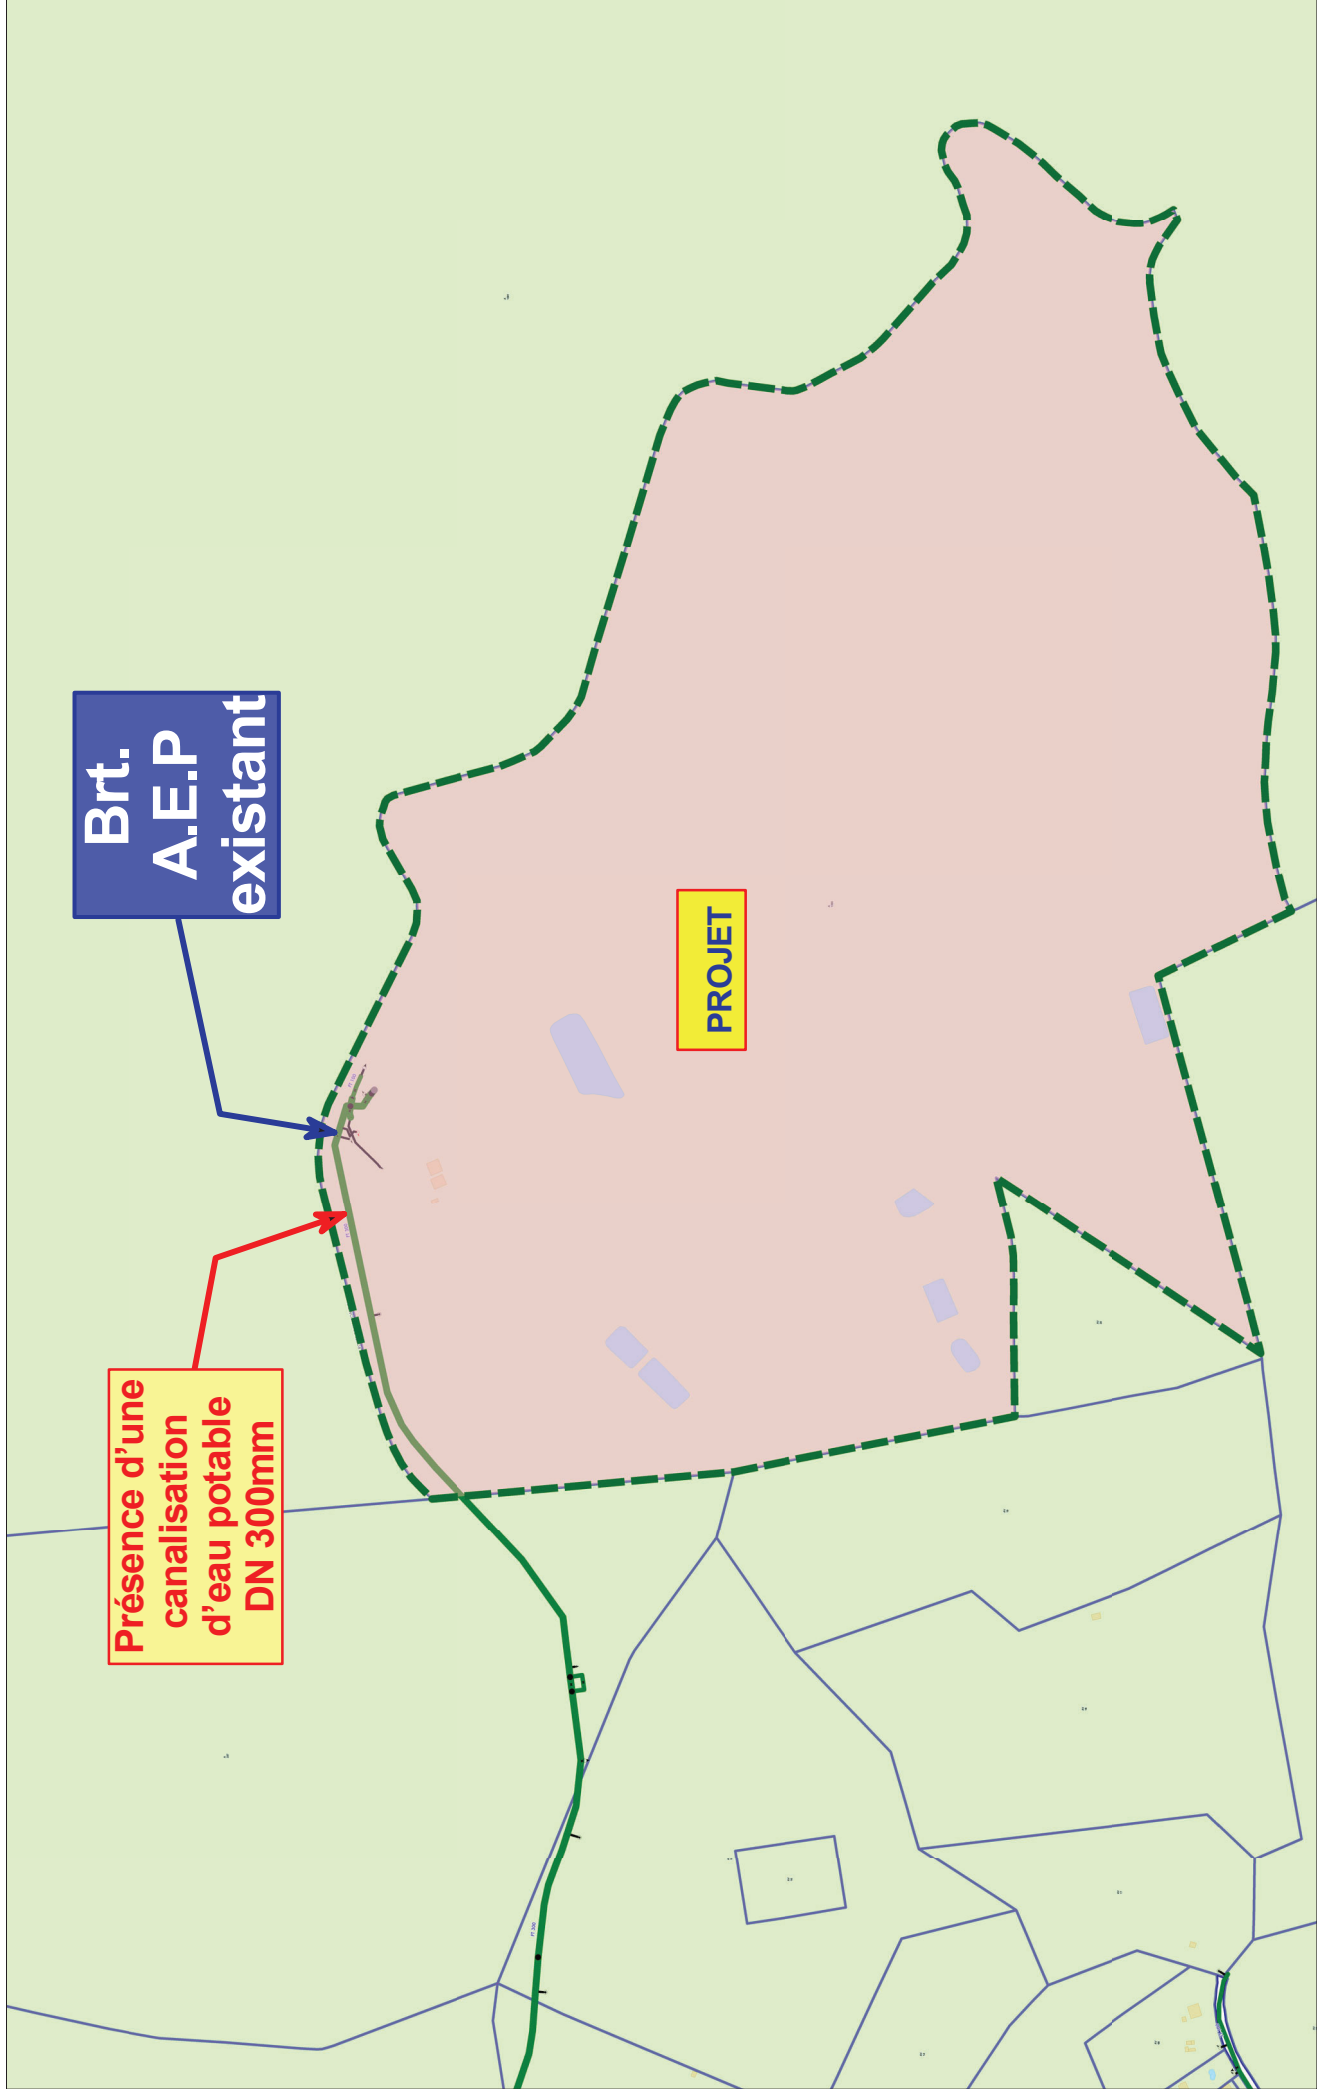 Brt.
A.E.P
existant
PROJET
Présence d'une
canalisation
d'eau potable
DN 300mm